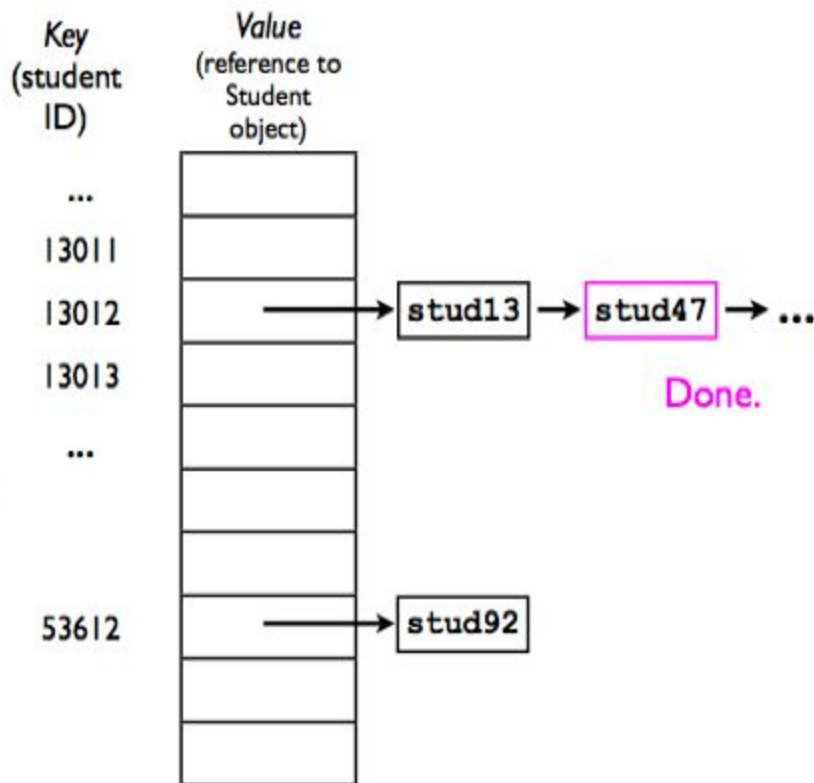 Key
(student
ID)
Value
(reference to
Student
object)
...
13011
13012
stud13
stud47
...
13013
Done.
...
53612
stud92